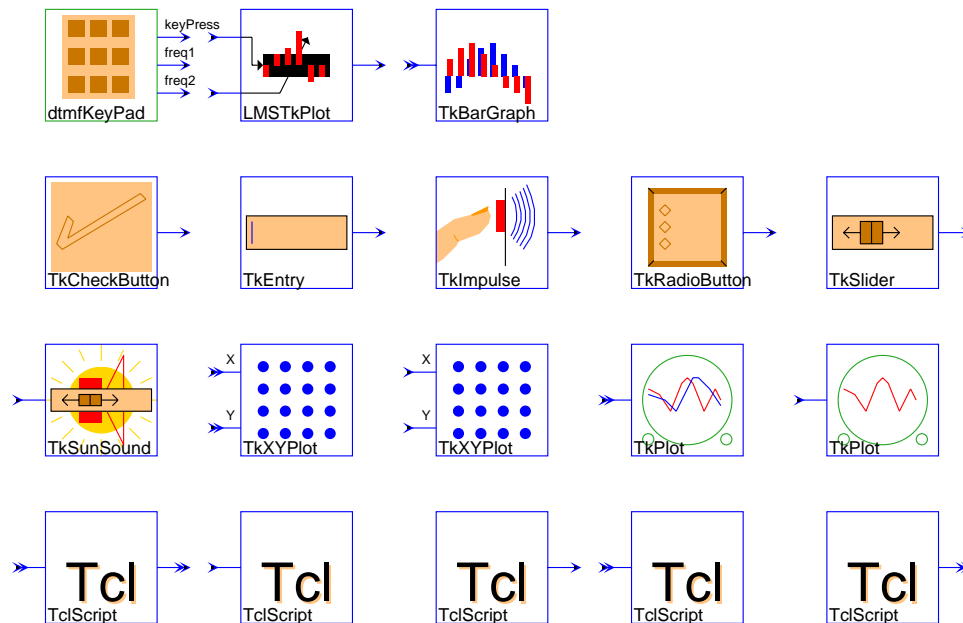 keyPress
freq1
freq2
dtmfKeyPad
LMSTkPlot
TkBarGraph
TkCheckButton
TkEntry
TkImpulse
TkRadioButton
TkSlider
X
Y
X
Y
TkSunSound
TkXYPlot
TkXYPlot
TkPlot
TkPlot
Tcl
Tcl
Tcl
Tcl
Tcl
TclScript
TclScript
TclScript
TclScript
TclScript